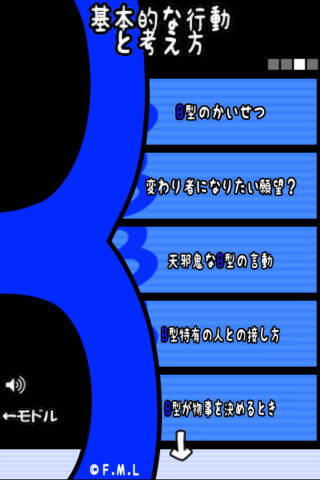 基本的な行動
と考え方
B型のかいせつ
変わり者になりたい願望？
天邪鬼なB型の言動
B型特有の人との接し方
B型が物事を決めるとき
←モドル
©F.M.L